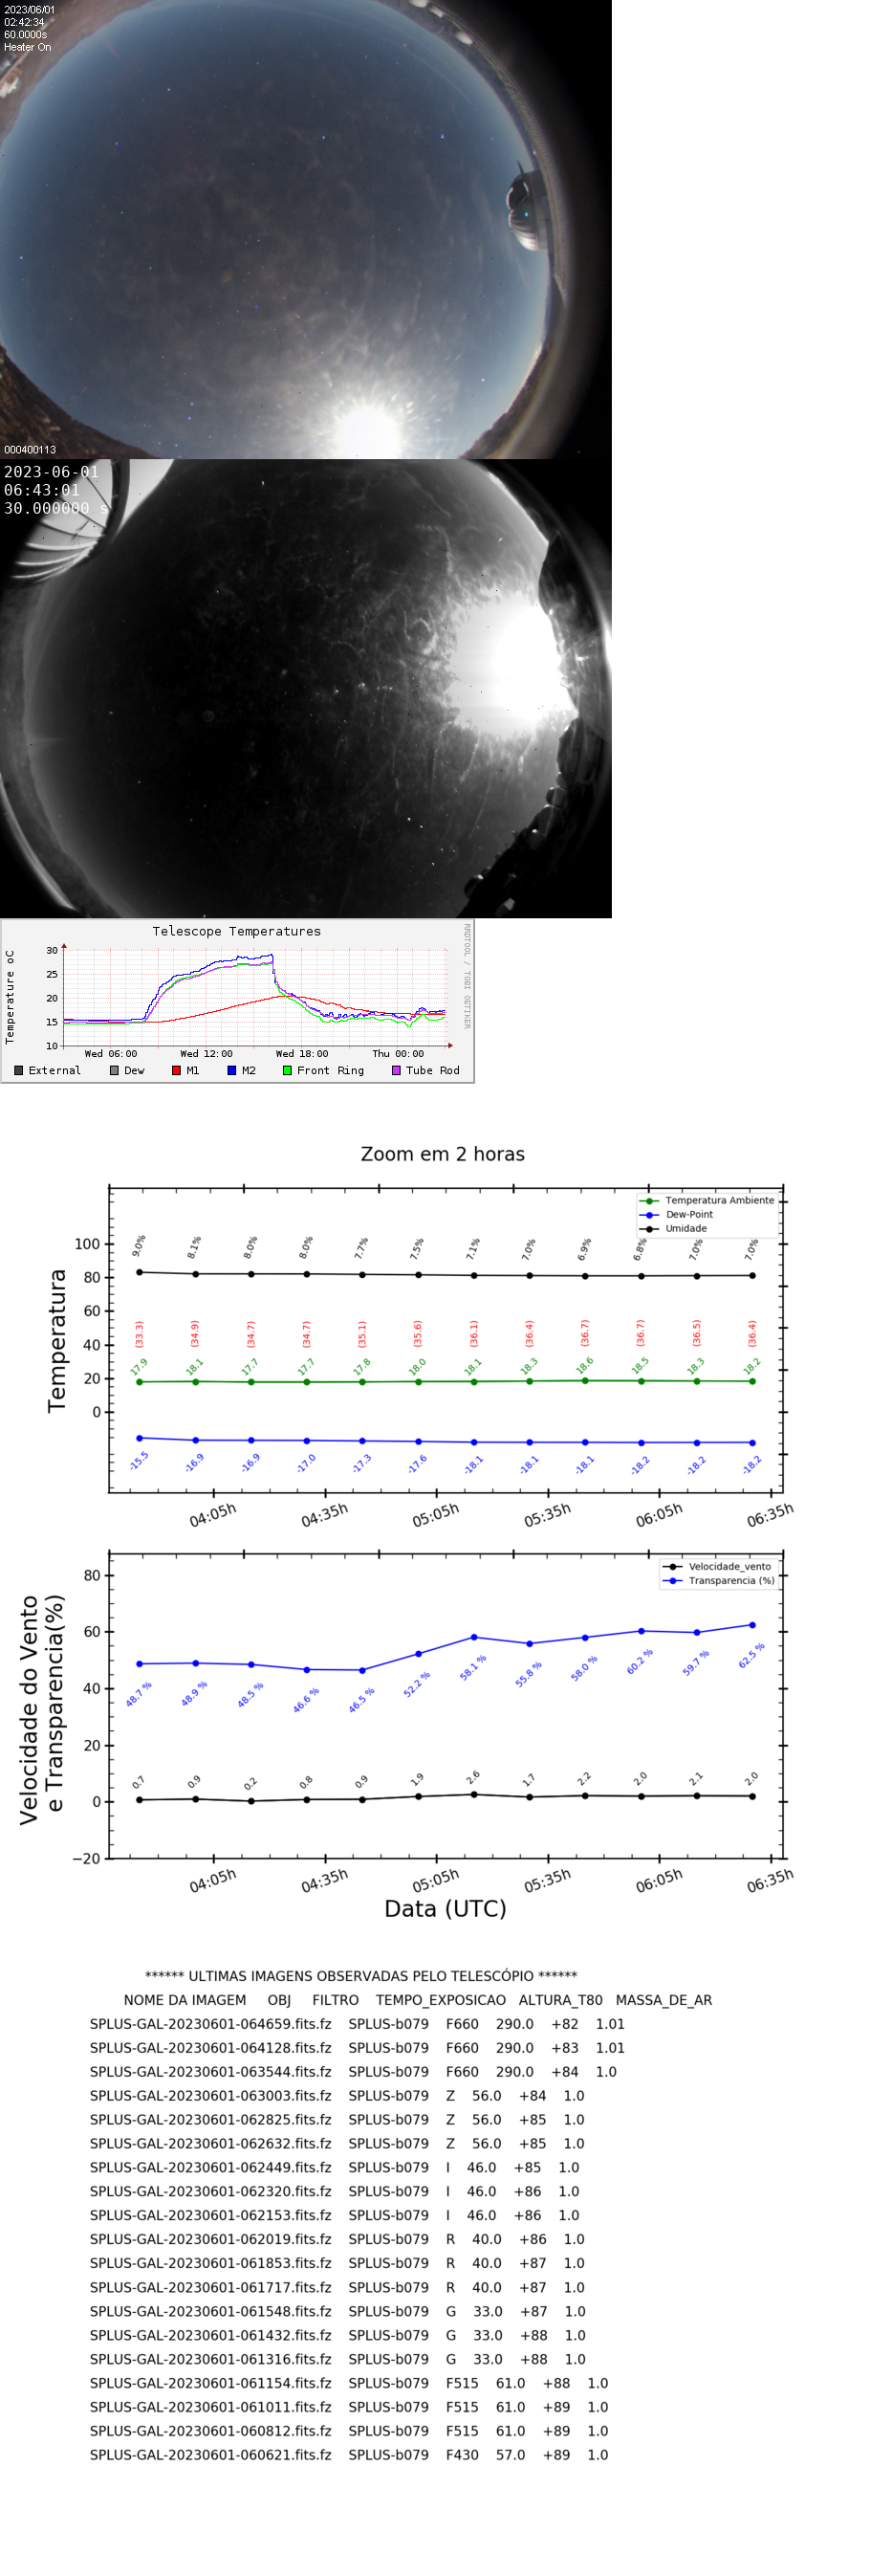 2023/06/01
02:42:34
60.0000s
Heater On
000400113
2023-06-01
06:43:01
30.000000 s
Telescope Temperatures
RRDTOOL / TOBI OETIKER
Temperature oC
30
25
20
15
10
Wed 06:00 Wed 12:00 Wed 18:00 Thu 00:00
External Dew M1 M2 Front Ring Tube Rod
Zoom em 2 horas
Temperatura Ambiente
Dew-Point
Umidade
Temperatura
100
80
60
40
20
0
9.0% 8.1% 8.0% 8.0% 7.7% 7.5% 7.1% 7.0% 6.9% 6.8% 7.0% 7.0%
(33.3) (34.9) (34.7) (34.7) (35.1) (35.6) (36.1) (36.4) (36.7) (36.7) (36.5) (36.4)
17.9 18.1 17.7 17.7 17.8 18.0 18.1 18.3 18.6 18.5 18.3 18.2
-15.5 -16.9 -16.9 -17.0 -17.3 -17.6 -18.1 -18.1 -18.1 -18.2 -18.2 -18.2
04:05h 04:35h 05:05h 05:35h 06:05h 06:35h
Velocidade_vento
Transparencia (%)
Velocidade do Vento
e Transparencia(%)
80
60
40
20
0
−20
48.7 % 48.9 % 48.5 % 46.6 % 46.5 % 52.2 % 58.1 % 55.8 % 58.0 % 60.2 % 59.7 % 62.5 %
0.7 0.9 0.2 0.8 0.9 1.9 2.6 1.7 2.2 2.0 2.1 2.0
04:05h 04:35h 05:05h 05:35h 06:05h 06:35h
Data (UTC)
****** ULTIMAS IMAGENS OBSERVADAS PELO TELESCÓPIO ******
NOME DA IMAGEM OBJ FILTRO TEMPO_EXPOSICAO ALTURA_T80 MASSA_DE_AR
SPLUS-GAL-20230601-064659.fits.fz SPLUS-b079 F660 290.0 +82 1.01
SPLUS-GAL-20230601-064128.fits.fz SPLUS-b079 F660 290.0 +83 1.01
SPLUS-GAL-20230601-063544.fits.fz SPLUS-b079 F660 290.0 +84 1.0
SPLUS-GAL-20230601-063003.fits.fz SPLUS-b079 Z 56.0 +84 1.0
SPLUS-GAL-20230601-062825.fits.fz SPLUS-b079 Z 56.0 +85 1.0
SPLUS-GAL-20230601-062632.fits.fz SPLUS-b079 Z 56.0 +85 1.0
SPLUS-GAL-20230601-062449.fits.fz SPLUS-b079 I 46.0 +85 1.0
SPLUS-GAL-20230601-062320.fits.fz SPLUS-b079 I 46.0 +86 1.0
SPLUS-GAL-20230601-062153.fits.fz SPLUS-b079 I 46.0 +86 1.0
SPLUS-GAL-20230601-062019.fits.fz SPLUS-b079 R 40.0 +86 1.0
SPLUS-GAL-20230601-061853.fits.fz SPLUS-b079 R 40.0 +87 1.0
SPLUS-GAL-20230601-061717.fits.fz SPLUS-b079 R 40.0 +87 1.0
SPLUS-GAL-20230601-061548.fits.fz SPLUS-b079 G 33.0 +87 1.0
SPLUS-GAL-20230601-061432.fits.fz SPLUS-b079 G 33.0 +88 1.0
SPLUS-GAL-20230601-061316.fits.fz SPLUS-b079 G 33.0 +88 1.0
SPLUS-GAL-20230601-061154.fits.fz SPLUS-b079 F515 61.0 +88 1.0
SPLUS-GAL-20230601-061011.fits.fz SPLUS-b079 F515 61.0 +89 1.0
SPLUS-GAL-20230601-060812.fits.fz SPLUS-b079 F515 61.0 +89 1.0
SPLUS-GAL-20230601-060621.fits.fz SPLUS-b079 F430 57.0 +89 1.0